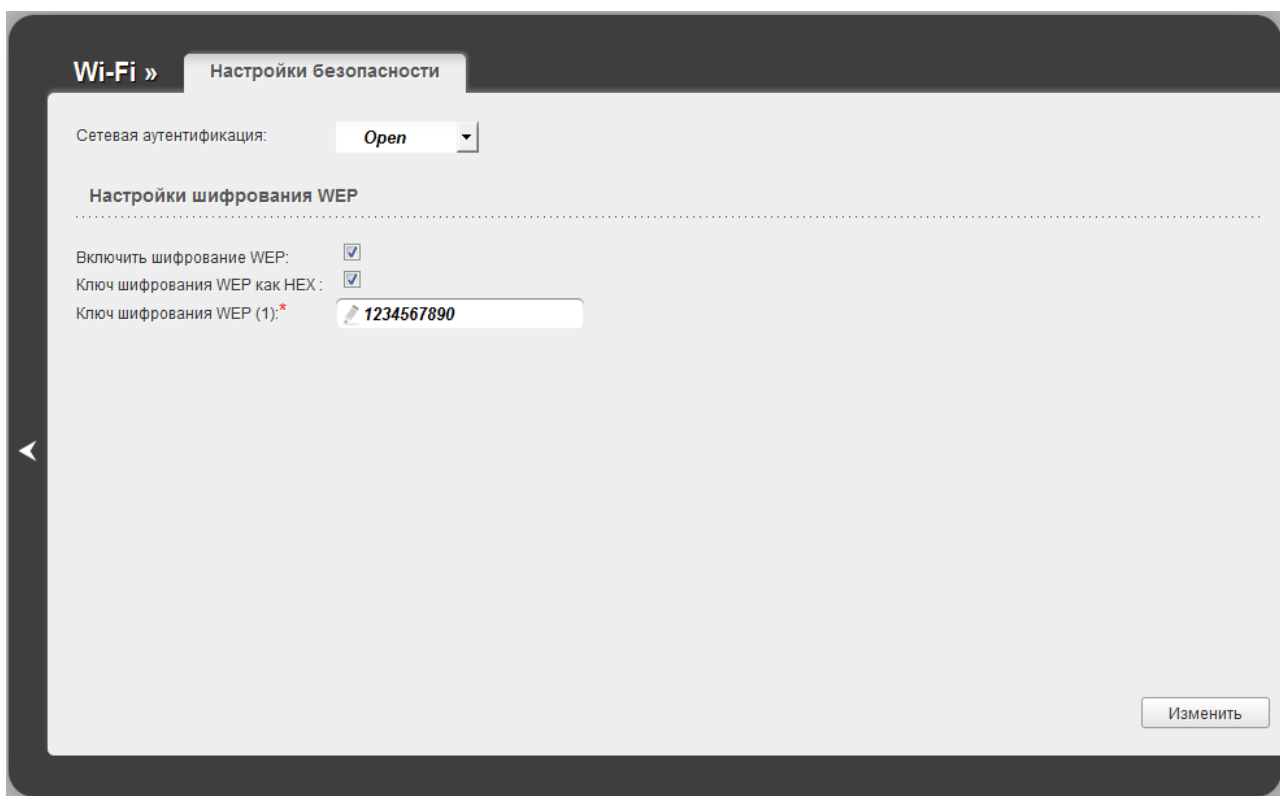 Wi-Fi » Настройки безопасности
Сетевая аутентификация: Open
Настройки шифрования WEP
Включить шифрование WEP:
Ключ шифрования WEP как HEX :
Ключ шифрования WEP (1):* 1234567890
Изменить